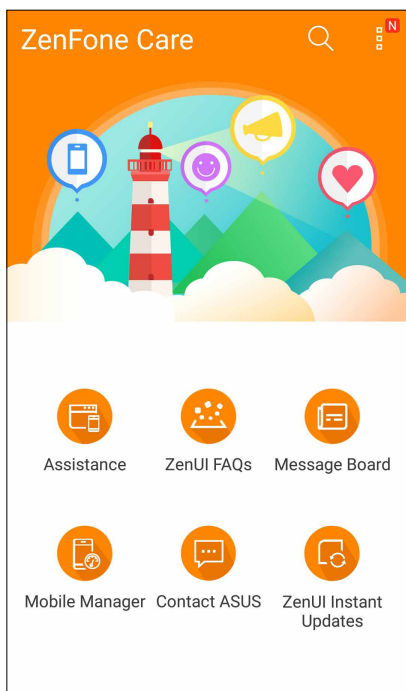 ZenFone Care
N
Assistance
ZenUI FAQs
Message Board
Mobile Manager
Contact ASUS
ZenUI Instant
Updates